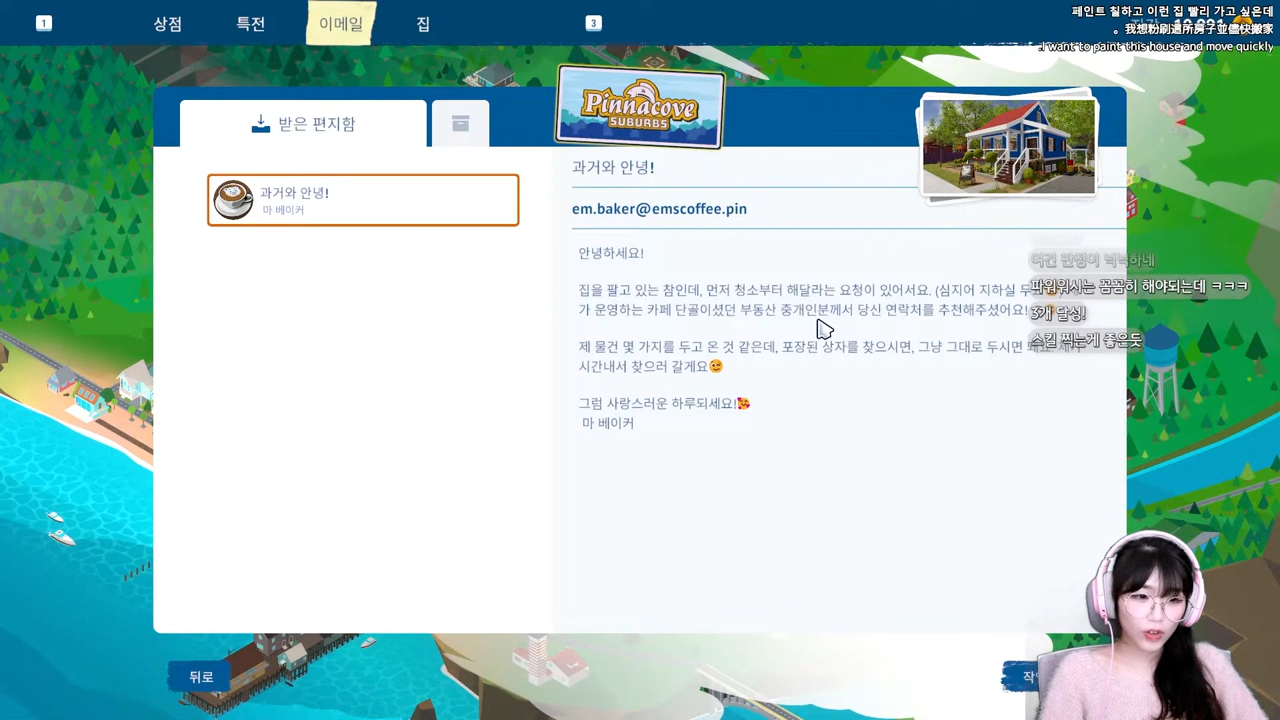 1
상점
특전
이메일
집
3
페인트 칠하고 이런 집 빨리 가고 싶은데
。我想粉刷這所房子並儘快搬家
.I want to paint this house and move quickly
받은 편지함
Pinnacove
SUBURBS
과거와 안녕!
마 베이커
과거와 안녕!
em.baker@emscoffee.pin
안녕하세요!
집을 팔고 있는 참인데, 먼저 청소부터 해달라는 요청이 있어서요. (심지어 지하실
가 운영하는 카페 단골이셨던 부동산 중개인분께서 당신 연락처를 추천해주셨어요!
제 물건 몇 가지를 두고 온 것 같은데, 포장된 상자를 찾으시면, 그냥 그대로 두시면
시간내서 찾으러 갈게요😉
그럼 사랑스러운 하루되세요!🥰
마 베이커
파워워시는 꼼꼼히 해야되는데 ㅋㅋㅋ
3개 달성!
스킬 찍는게 좋은듯
뒤로